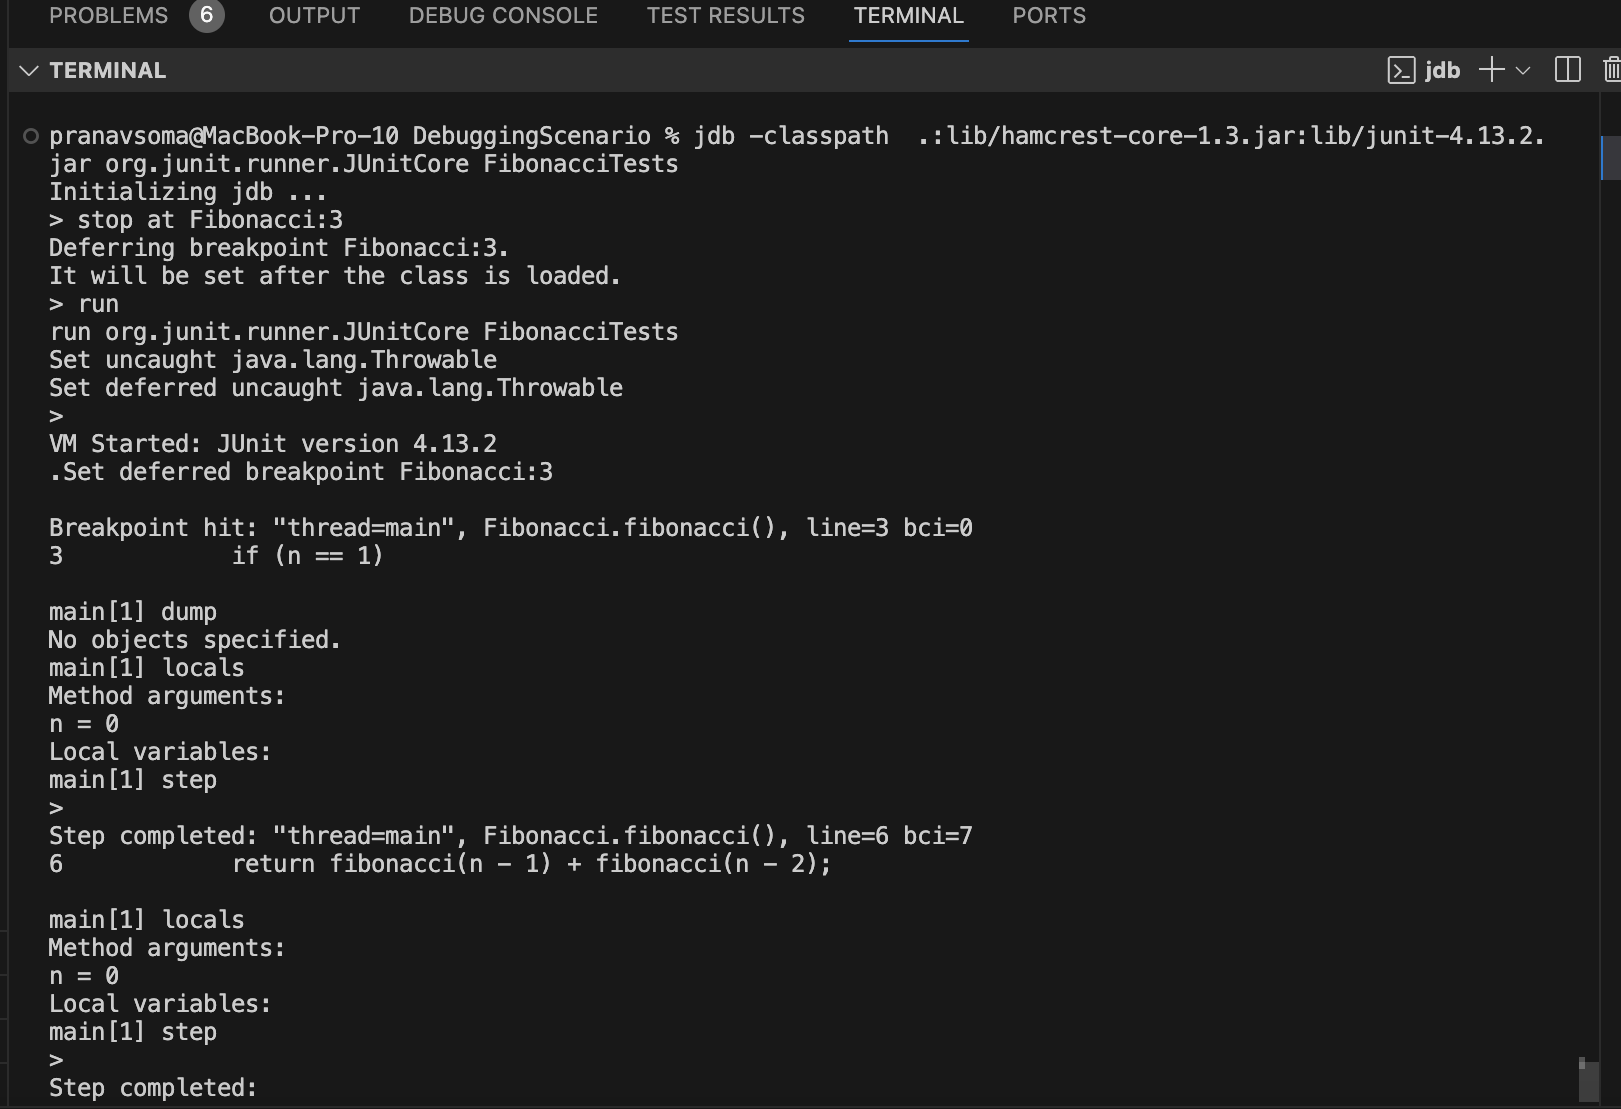 PROBLEMS 6 OUTPUT DEBUG CONSOLE TEST RESULTS TERMINAL PORTS
TERMINAL jdb
pranavsoma@MacBook-Pro-10 DebuggingScenario % jdb -classpath  .:lib/hamcrest-core-1.3.jar:lib/junit-4.13.2.
jar org.junit.runner.JUnitCore FibonacciTests
Initializing jdb ...
> stop at Fibonacci:3
Deferring breakpoint Fibonacci:3.
It will be set after the class is loaded.
> run
run org.junit.runner.JUnitCore FibonacciTests
Set uncaught java.lang.Throwable
Set deferred uncaught java.lang.Throwable
>
VM Started: JUnit version 4.13.2
.Set deferred breakpoint Fibonacci:3
Breakpoint hit: "thread=main", Fibonacci.fibonacci(), line=3 bci=0
3            if (n == 1)
main[1] dump
No objects specified.
main[1] locals
Method arguments:
n = 0
Local variables:
main[1] step
>
Step completed: "thread=main", Fibonacci.fibonacci(), line=6 bci=7
6            return fibonacci(n - 1) + fibonacci(n - 2);
main[1] locals
Method arguments:
n = 0
Local variables:
main[1] step
>
Step completed: